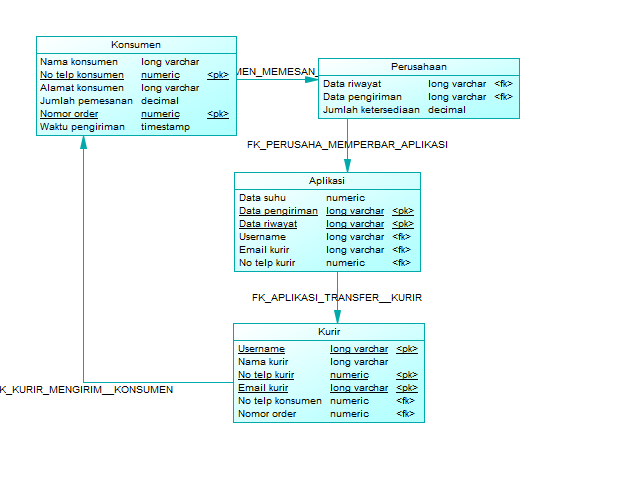 Konsumen
Nama konsumen long varchar
No telp konsumen numeric <pk>
Alamat konsumen long varchar
Jumlah pemesanan decimal
Nomor order numeric <pk>
Waktu pengiriman timestamp
MEN_MEMESAN_
Perusahaan
Data riwayat long varchar <fk>
Data pengiriman long varchar <fk>
Jumlah ketersediaan decimal
FK_PERUSAHA_MEMPERBAR_APLIKASI
Aplikasi
Data suhu numeric
Data pengiriman long varchar <pk>
Data riwayat long varchar <pk>
Username long varchar <fk>
Email kurir long varchar <fk>
No telp kurir numeric <fk>
FK_APLIKASI_TRANSFER__KURIR
Kurir
Username long varchar <pk>
Nama kurir long varchar
No telp kurir numeric <pk>
Email kurir long varchar <pk>
No telp konsumen numeric <fk>
Nomor order numeric <fk>
K_KURIR_MENGIRIM__KONSUMEN